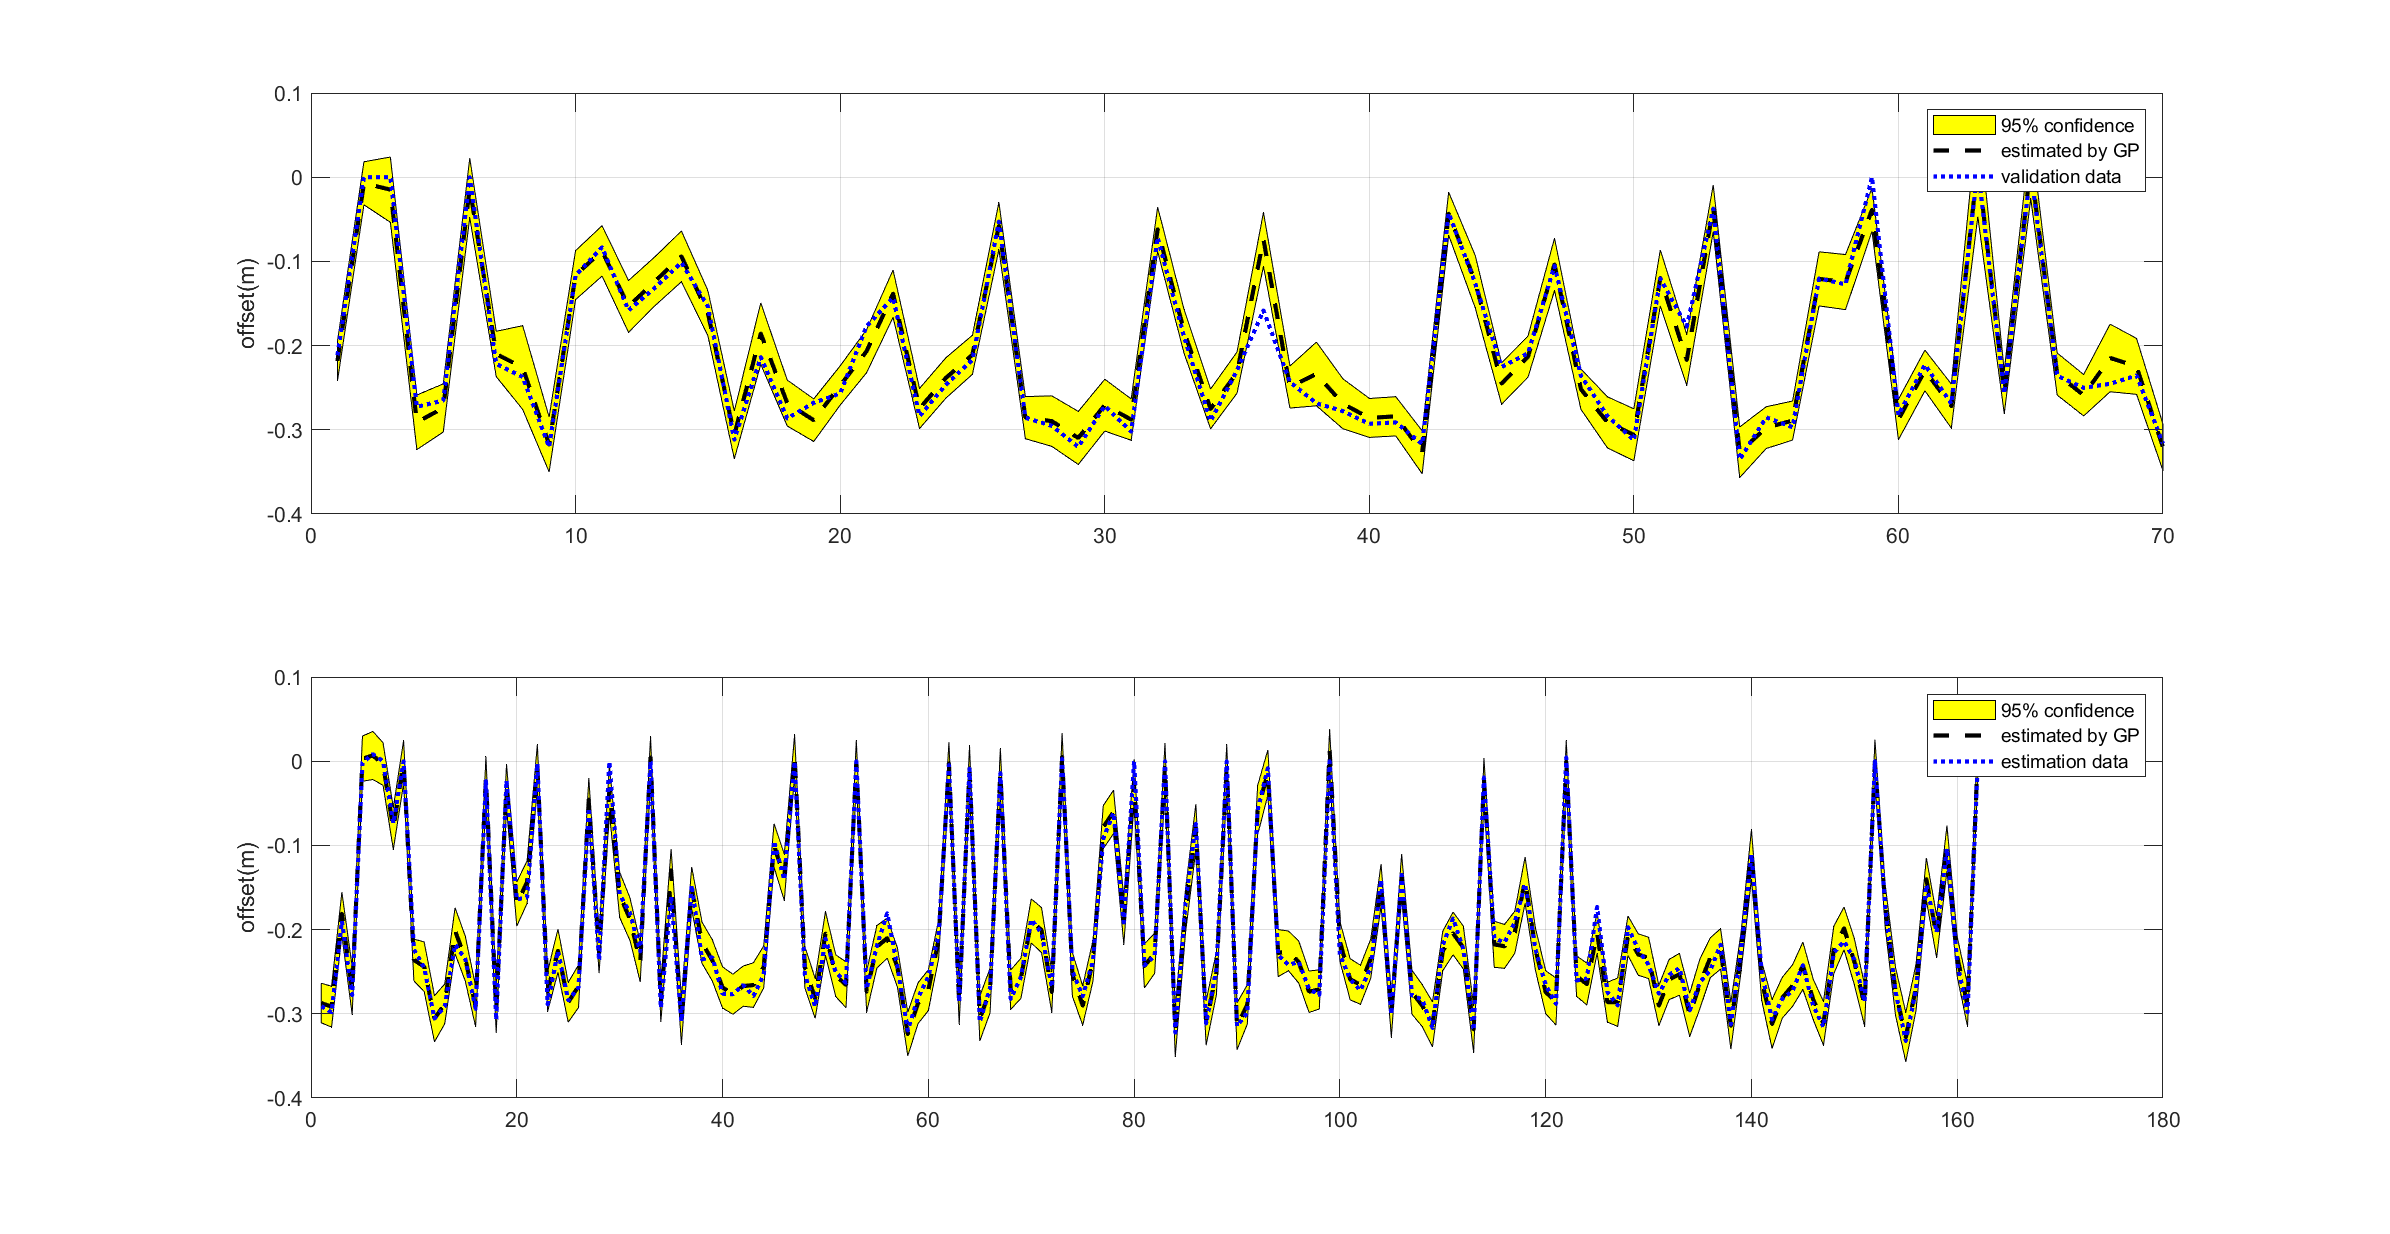 0.1
0
-0.1
-0.2
-0.3
-0.4
offset(m)
0 10 20 30 40 50 60 70
95% confidence
estimated by GP
validation data
0.1
0
-0.1
-0.2
-0.3
-0.4
offset(m)
0 20 40 60 80 100 120 140 160 180
95% confidence
estimated by GP
estimation data